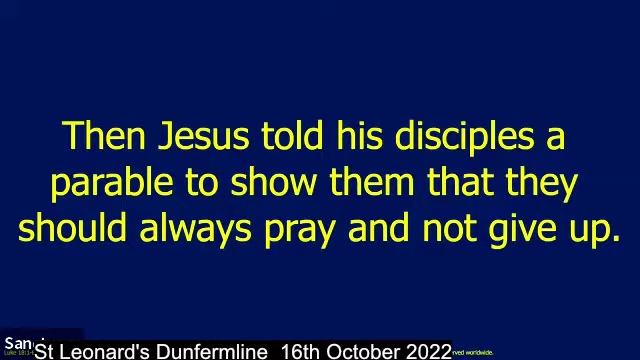 Then Jesus told his disciples a
parable to show them that they
should always pray and not give up.
St Leonard's Dunfermline 16th October 2022